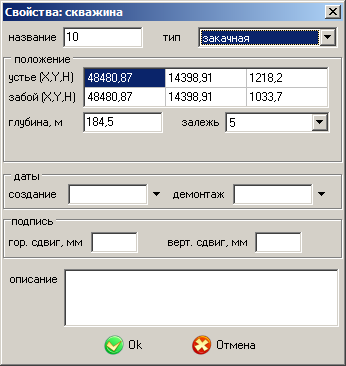 Свойства: скважина
название 10 тип закачная
положение
устье (X,Y,H) 48480,87 14398,91 1218,2
забой (X,Y,H) 48480,87 14398,91 1033,7
глубина, м 184,5 залежь 5
даты
создание демонтаж
подпись
гор. сдвиг, мм верт. сдвиг, мм
описание
Ok Отмена